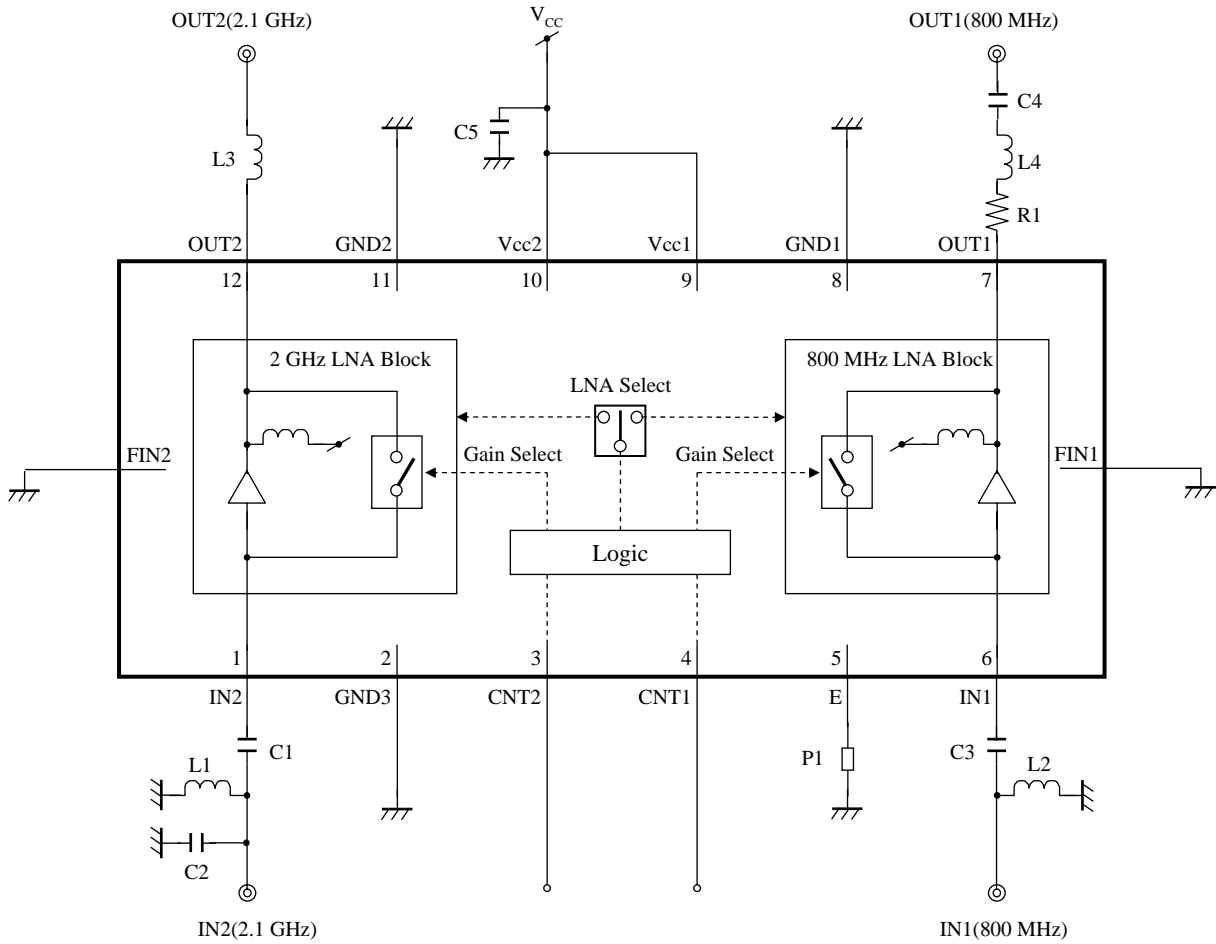 OUT2(2.1 GHz)
VCC
OUT1(800 MHz)
C4
C5
L3
L4
R1
OUT2
GND2
Vcc2
Vcc1
GND1
OUT1
12
11
10
9
8
7
2 GHz LNA Block
800 MHz LNA Block
LNA Select
FIN2
Gain Select
Gain Select
FIN1
Logic
1
2
3
4
5
6
IN2
GND3
CNT2
CNT1
E
IN1
C1
P1
C3
L1
L2
C2
IN2(2.1 GHz)
IN1(800 MHz)